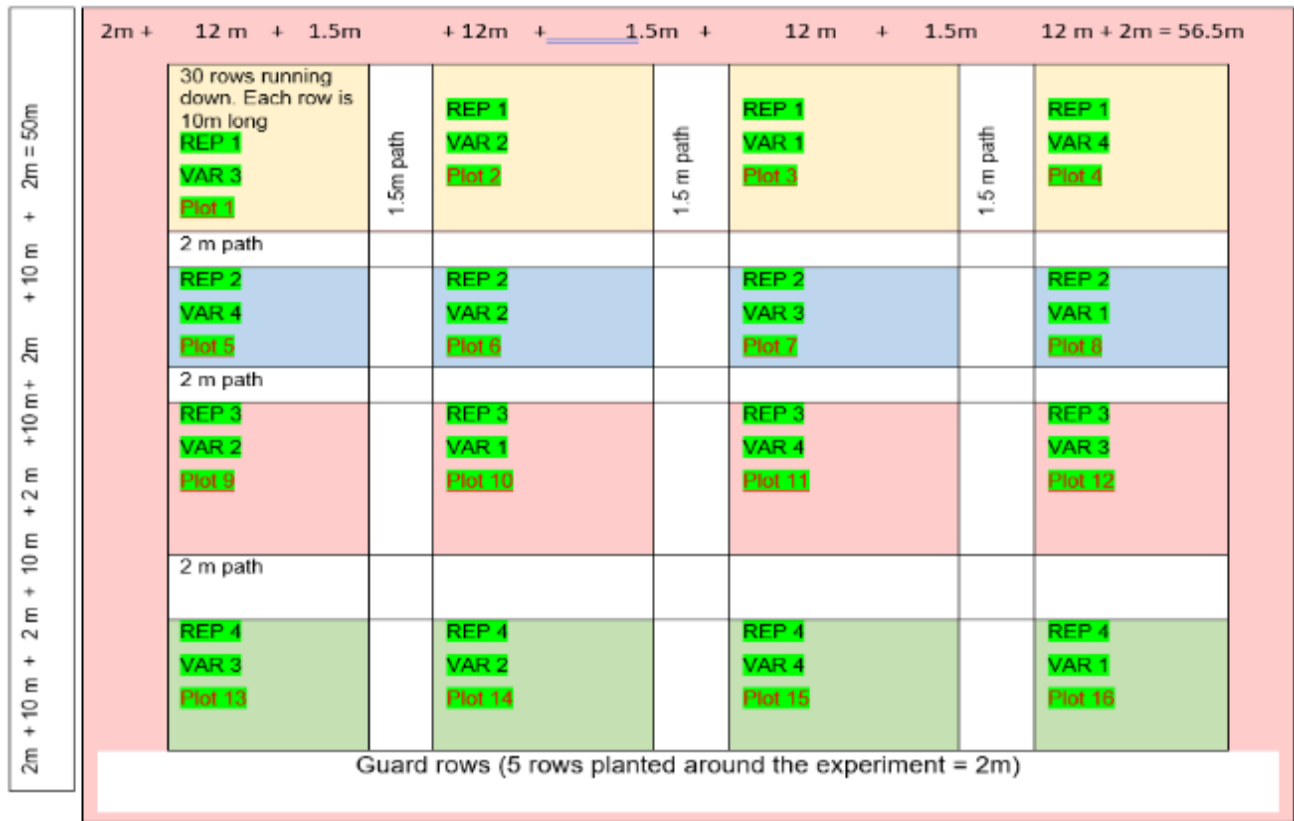 2m + 12 m + 1.5m + 12m + 1.5m + 12 m + 1.5m 12 m + 2m = 56.5m
2m + 10 m + 2 m + 10 m + 2 m +10 m + 2m +10 m + 2m = 50m
30 rows running
down. Each row is
10m long
REP 1
VAR 3
Plot 1
1.5m path
REP 1
VAR 2
Plot 2
1.5 m path
REP 1
VAR 1
Plot 3
1.5 m path
REP 1
VAR 4
Plot 4
2 m path
REP 2
VAR 4
Plot 5
REP 2
VAR 2
Plot 6
REP 2
VAR 3
Plot 7
REP 2
VAR 1
Plot 8
2 m path
REP 3
VAR 2
Plot 9
REP 3
VAR 1
Plot 10
REP 3
VAR 4
Plot 11
REP 3
VAR 3
Plot 12
2 m path
REP 4
VAR 3
Plot 13
REP 4
VAR 2
Plot 14
REP 4
VAR 4
Plot 15
REP 4
VAR 1
Plot 16
Guard rows (5 rows planted around the experiment = 2m)